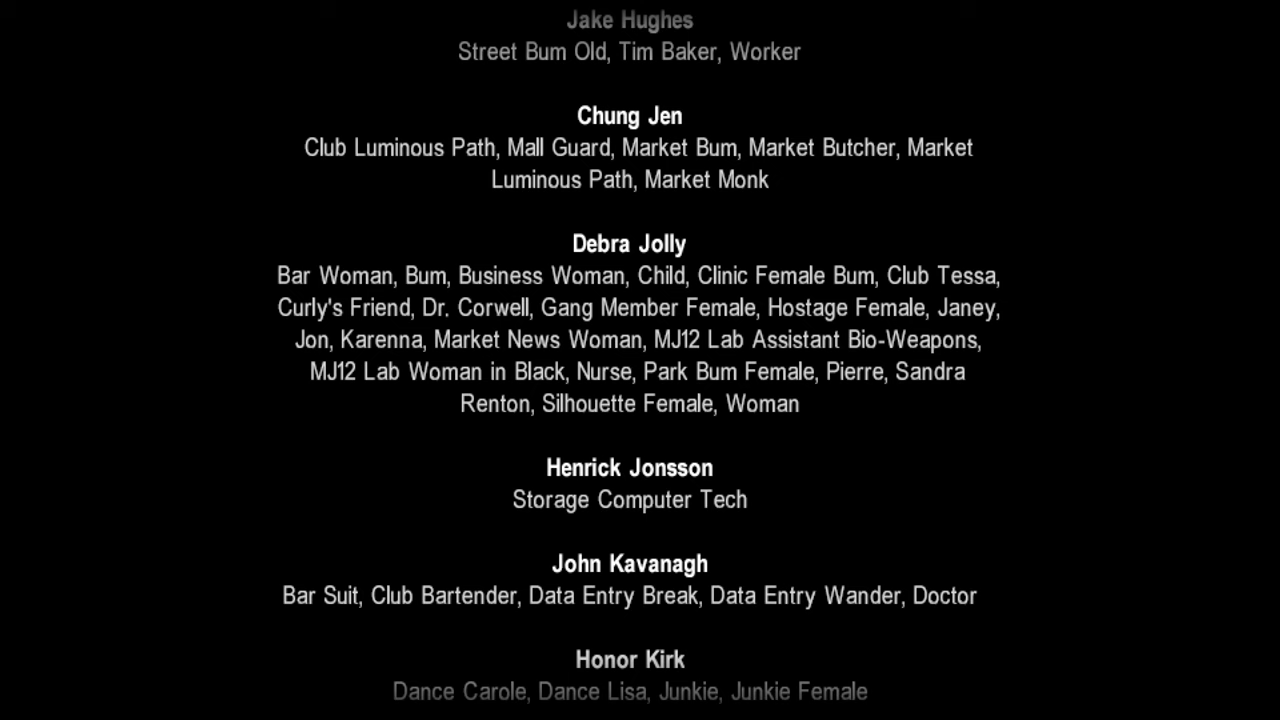 Jake Hughes
Street Bum Old, Tim Baker, Worker
Chung Jen
Club Luminous Path, Mall Guard, Market Bum, Market Butcher, Market
Luminous Path, Market Monk
Debra Jolly
Bar Woman, Bum, Business Woman, Child, Clinic Female Bum, Club Tessa,
Curly's Friend, Dr. Corwell, Gang Member Female, Hostage Female, Janey,
Jon, Karenna, Market News Woman, MJ12 Lab Assistant Bio-Weapons,
MJ12 Lab Woman in Black, Nurse, Park Bum Female, Pierre, Sandra
Renton, Silhouette Female, Woman
Henrick Jonsson
Storage Computer Tech
John Kavanagh
Bar Suit, Club Bartender, Data Entry Break, Data Entry Wander, Doctor
Honor Kirk
Dance Carole, Dance Lisa, Junkie, Junkie Female